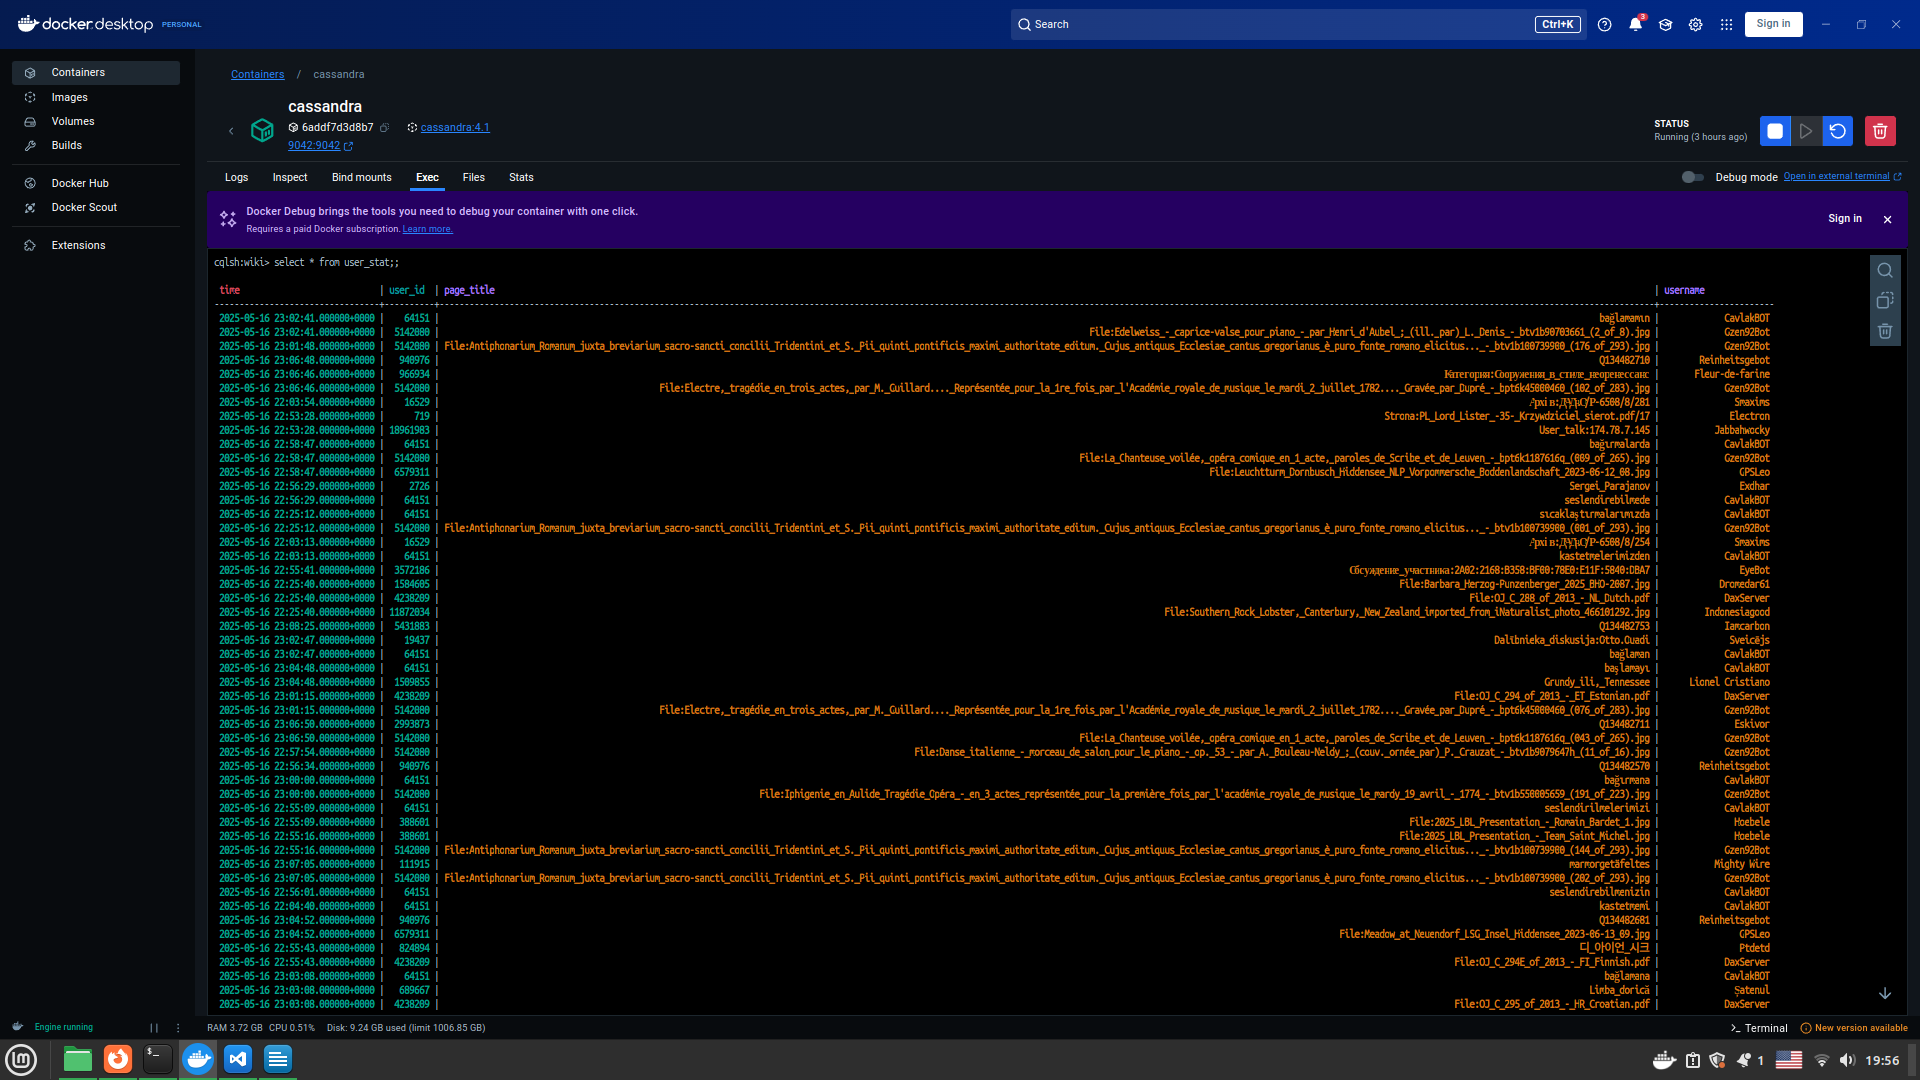 docker desktop PERSONAL
Search
Ctrl+K
3
Sign in
Containers
Images
Volumes
Builds
Docker Hub
Docker Scout
Extensions
Containers / cassandra
cassandra
6addf7d3d8b7 cassandra:4.1
9042:9042
STATUS
Running (3 hours ago)
Logs Inspect Bind mounts Exec Files Stats
Debug mode Open in external terminal
Docker Debug brings the tools you need to debug your container with one click.
Requires a paid Docker subscription. Learn more.
Sign in
cqlsh:wiki> select * from user_stat;;
time | user_id | page_title | username
2025-05-16 23:02:41.000000+0000 | 64151 | bağlamamın | CavlakBOT
2025-05-16 23:02:41.000000+0000 | 5142080 | File:Edelweiss_-_caprice-valse_pour_piano_-_par_Henri_d'Aubel_;_(ill._par)_L._Denis_-_btv1b90703661_(2_of_8).jpg | Gzen92Bot
2025-05-16 23:01:48.000000+0000 | 5142080 | File:Antiphonarium_Romanum_juxta_breviarium_sacro-sancti_concilii_Tridentini_et_S._Pii_quinti_pontificis_maximi_authoritate_editum._Cujus_antiquus_Ecclesiae_cantus_gregorianus_è_puro_fonte_romano_elicitus..._-_btv1b100739900_(176_of_293).jpg | Gzen92Bot
2025-05-16 23:06:48.000000+0000 | 940976 | Q134482710 | Reinheitsgebot
2025-05-16 23:06:46.000000+0000 | 966934 | Категория:Сооружения_в_стиле_неоренессанс | Fleur-de-farine
2025-05-16 23:06:46.000000+0000 | 5142080 | File:Electre,_tragédie_en_trois_actes,_par_M._Guillard...._Représentée_pour_la_1re_fois_par_l'Académie_royale_de_musique_le_mardi_2_juillet_1782...._Gravée_par_Dupré_-_bpt6k45000460_(102_of_283).jpg | Gzen92Bot
2025-05-16 22:03:54.000000+0000 | 16529 | Архів:ДАКО/Р-6508/8/281 | Smaxims
2025-05-16 22:53:28.000000+0000 | 719 | Strona:PL_Lord_Lister_-35-_Krzywdziciel_sierot.pdf/17 | Electron
2025-05-16 22:53:28.000000+0000 | 18961983 | User_talk:174.78.7.145 | Jabbahwocky
2025-05-16 22:58:47.000000+0000 | 64151 | bağırmalarda | CavlakBOT
2025-05-16 22:58:47.000000+0000 | 5142080 | File:La_Chanteuse_voilée,_opéra_comique_en_1_acte,_paroles_de_Scribe_et_de_Leuven_-_bpt6k1187616q_(009_of_265).jpg | Gzen92Bot
2025-05-16 22:58:47.000000+0000 | 6579311 | File:Leuchtturm_Dornbusch_Hiddensee_NLP_Vorpommersche_Boddenlandschaft_2023-06-12_08.jpg | GPSLeo
2025-05-16 22:56:29.000000+0000 | 2726 | Sergei_Parajanov | Exdhar
2025-05-16 22:56:29.000000+0000 | 64151 | seslendirebilmede | CavlakBOT
2025-05-16 22:25:12.000000+0000 | 64151 | sıcaklaştırmalarımızda | CavlakBOT
2025-05-16 22:25:12.000000+0000 | 5142080 | File:Antiphonarium_Romanum_juxta_breviarium_sacro-sancti_concilii_Tridentini_et_S._Pii_quinti_pontificis_maximi_authoritate_editum._Cujus_antiquus_Ecclesiae_cantus_gregorianus_è_puro_fonte_romano_elicitus..._-_btv1b100739900_(001_of_293).jpg | Gzen92Bot
2025-05-16 22:03:13.000000+0000 | 16529 | Архів:ДАКО/Р-6508/8/254 | Smaxims
2025-05-16 22:03:13.000000+0000 | 64151 | kastetmelerimizden | CavlakBOT
2025-05-16 22:55:41.000000+0000 | 3572186 | Обсуждение_участника:2A02:2168:B358:BF00:78E0:E11F:5840:DBA7 | EyeBot
2025-05-16 22:25:40.000000+0000 | 1584605 | File:Barbara_Herzog-Punzenberger_2025_BHO-2087.jpg | Dromedar61
2025-05-16 22:25:40.000000+0000 | 4238209 | File:OJ_C_288_of_2013_-_NL_Dutch.pdf | DaxServer
2025-05-16 22:25:40.000000+0000 | 11872034 | File:Southern_Rock_Lobster,_Canterbury,_New_Zealand_imported_from_iNaturalist_photo_466101292.jpg | Indonesiagood
2025-05-16 23:08:25.000000+0000 | 5431883 | Q134482753 | Iamcarbon
2025-05-16 23:02:47.000000+0000 | 19437 | Dalībnieka_diskusija:Otto.Ouadi | Sveicējs
2025-05-16 23:02:47.000000+0000 | 64151 | bağlaman | CavlakBOT
2025-05-16 23:04:48.000000+0000 | 64151 | başlamayı | CavlakBOT
2025-05-16 23:04:48.000000+0000 | 1509855 | Grundy_ili,_Tennessee | Lionel Cristiano
2025-05-16 23:01:15.000000+0000 | 4238209 | File:OJ_C_294_of_2013_-_ET_Estonian.pdf | DaxServer
2025-05-16 23:01:15.000000+0000 | 5142080 | File:Electre,_tragédie_en_trois_actes,_par_M._Guillard...._Représentée_pour_la_1re_fois_par_l'Académie_royale_de_musique_le_mardi_2_juillet_1782...._Gravée_par_Dupré_-_bpt6k45000460_(076_of_283).jpg | Gzen92Bot
2025-05-16 23:06:50.000000+0000 | 2993873 | Q134482711 | Eskivor
2025-05-16 23:06:50.000000+0000 | 5142080 | File:La_Chanteuse_voilée,_opéra_comique_en_1_acte,_paroles_de_Scribe_et_de_Leuven_-_bpt6k1187616q_(043_of_265).jpg | Gzen92Bot
2025-05-16 22:57:54.000000+0000 | 5142080 | File:Danse_italienne_-_morceau_de_salon_pour_le_piano_-_op._53_-_par_A._Bouleau-Neldy_;_(couv._ornée_par)_P._Crauzat_-_btv1b9079647h_(11_of_16).jpg | Gzen92Bot
2025-05-16 22:56:34.000000+0000 | 940976 | Q134482570 | Reinheitsgebot
2025-05-16 23:00:00.000000+0000 | 64151 | bağırmana | CavlakBOT
2025-05-16 23:00:00.000000+0000 | 5142080 | File:Iphigenie_en_Aulide_Tragédie_Opéra_-_en_3_actes_représentée_pour_la_première_fois_par_l'académie_royale_de_musique_le_mardy_19_avril_-_1774_-_btv1b550005659_(191_of_223).jpg | Gzen92Bot
2025-05-16 22:55:09.000000+0000 | 64151 | seslendirilmelerimizi | CavlakBOT
2025-05-16 22:55:09.000000+0000 | 388601 | File:2025_LBL_Presentation_-_Romain_Bardet_1.jpg | Hoebele
2025-05-16 22:55:16.000000+0000 | 388601 | File:2025_LBL_Presentation_-_Team_Saint_Michel.jpg | Hoebele
2025-05-16 22:55:16.000000+0000 | 5142080 | File:Antiphonarium_Romanum_juxta_breviarium_sacro-sancti_concilii_Tridentini_et_S._Pii_quinti_pontificis_maximi_authoritate_editum._Cujus_antiquus_Ecclesiae_cantus_gregorianus_è_puro_fonte_romano_elicitus..._-_btv1b100739900_(144_of_293).jpg | Gzen92Bot
2025-05-16 23:07:05.000000+0000 | 111915 | marmorgetäfeltes | Mighty Wire
2025-05-16 23:07:05.000000+0000 | 5142080 | File:Antiphonarium_Romanum_juxta_breviarium_sacro-sancti_concilii_Tridentini_et_S._Pii_quinti_pontificis_maximi_authoritate_editum._Cujus_antiquus_Ecclesiae_cantus_gregorianus_è_puro_fonte_romano_elicitus..._-_btv1b100739900_(202_of_293).jpg | Gzen92Bot
2025-05-16 22:56:01.000000+0000 | 64151 | seslendirebilmenizin | CavlakBOT
2025-05-16 22:04:40.000000+0000 | 64151 | kastetmemi | CavlakBOT
2025-05-16 23:04:52.000000+0000 | 940976 | Q134482681 | Reinheitsgebot
2025-05-16 23:04:52.000000+0000 | 6579311 | File:Meadow_at_Neuendorf_LSG_Insel_Hiddensee_2023-06-13_09.jpg | GPSLeo
2025-05-16 22:55:43.000000+0000 | 824894 | 디_아이언_시크 | Ptdetd
2025-05-16 22:55:43.000000+0000 | 4238209 | File:OJ_C_294E_of_2013_-_FI_Finnish.pdf | DaxServer
2025-05-16 23:03:08.000000+0000 | 64151 | bağlamana | CavlakBOT
2025-05-16 23:03:08.000000+0000 | 689667 | Limba_dorică | Șatenul
2025-05-16 23:03:08.000000+0000 | 4238209 | File:OJ_C_295_of_2013_-_HR_Croatian.pdf | DaxServer
Engine running
RAM 3.72 GB CPU 0.51% Disk: 9.24 GB used (limit 1006.85 GB)
Terminal
New version available
1
19:56